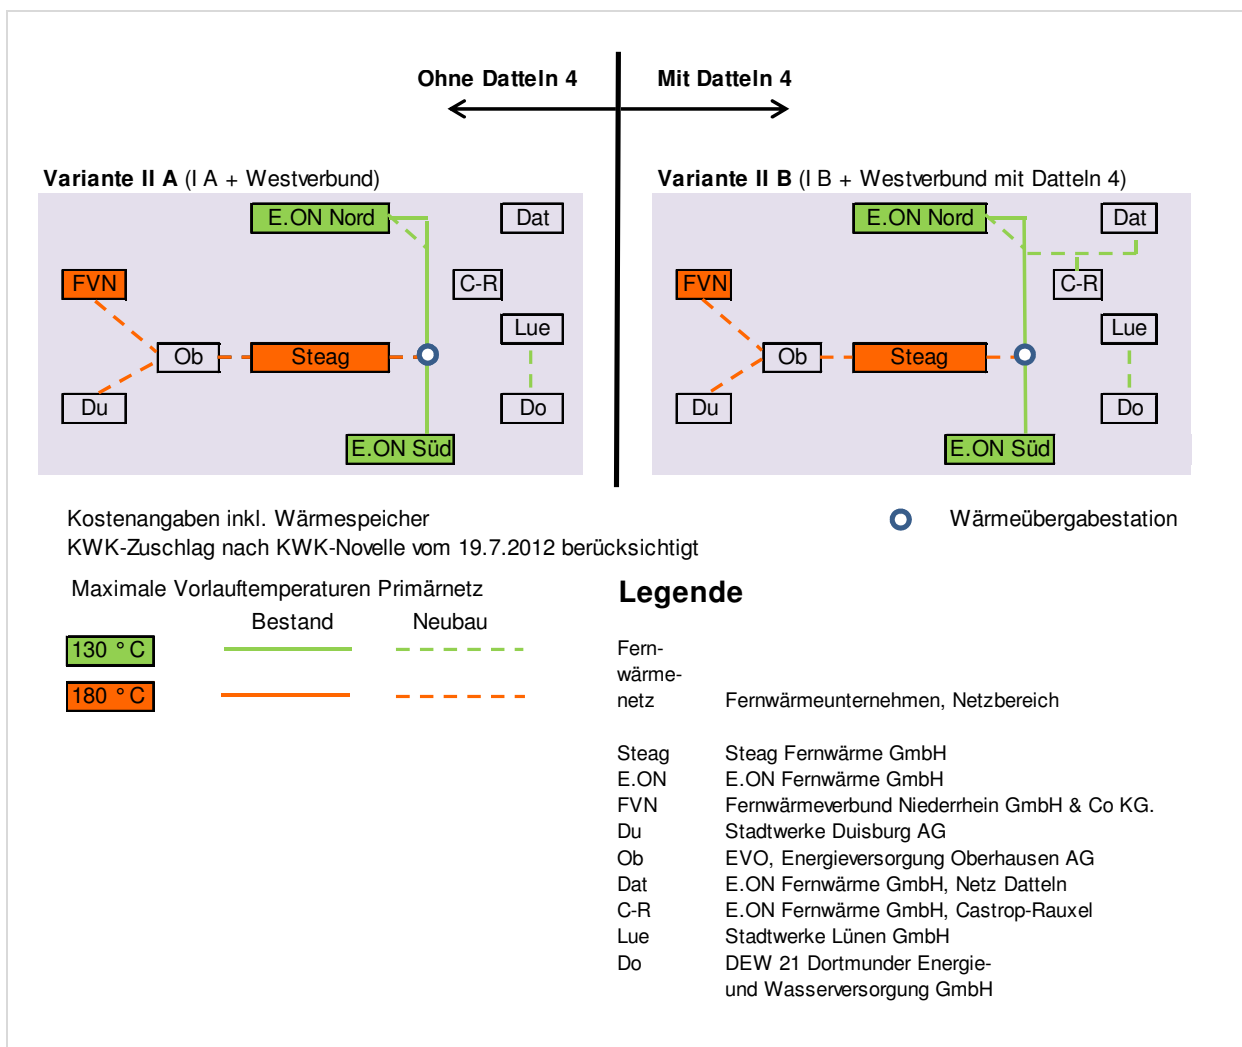 Ohne Datteln 4
Mit Datteln 4
Variante II A (I A + Westverbund)
E.ON Nord
Dat
FVN
C-R
Lue
Ob
Steag
Du
Do
E.ON Süd
Variante II B (I B + Westverbund mit Datteln 4)
E.ON Nord
Dat
FVN
C-R
Lue
Ob
Steag
Du
Do
E.ON Süd
Kostenangaben inkl. Wärmespeicher
KWK-Zuschlag nach KWK-Novelle vom 19.7.2012 berücksichtigt
Wärmeübergabestation
Maximale Vorlauftemperaturen Primärnetz
Bestand Neubau
130 °C
180 °C
Legende
Fern-
wärme-
netz Fernwärmeunternehmen, Netzbereich
Steag Steag Fernwärme GmbH
E.ON E.ON Fernwärme GmbH
FVN Fernwärmeverbund Niederrhein GmbH & Co KG.
Du Stadtwerke Duisburg AG
Ob EVO, Energieversorgung Oberhausen AG
Dat E.ON Fernwärme GmbH, Netz Datteln
C-R E.ON Fernwärme GmbH, Castrop-Rauxel
Lue Stadtwerke Lünen GmbH
Do DEW 21 Dortmunder Energie-
und Wasserversorgung GmbH